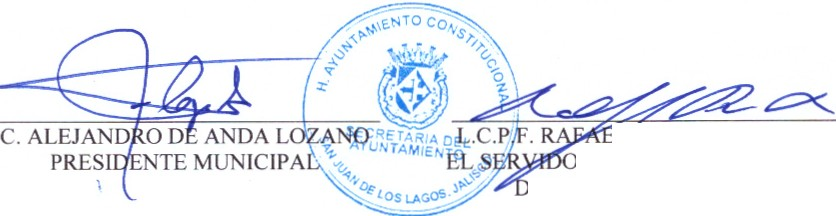 H. AYUNTAMIENTO CONSTITUCIONAL
C. ALEJANDRO DE ANDA LOZANO
PRESIDENTE MUNICIPAL
SECRETARIA DEL
AYUNTAMIENTO
SAN JUAN DE LOS LAGOS, JALISCO
L.C.P.F. RAFAE
EL SERVIDO
D